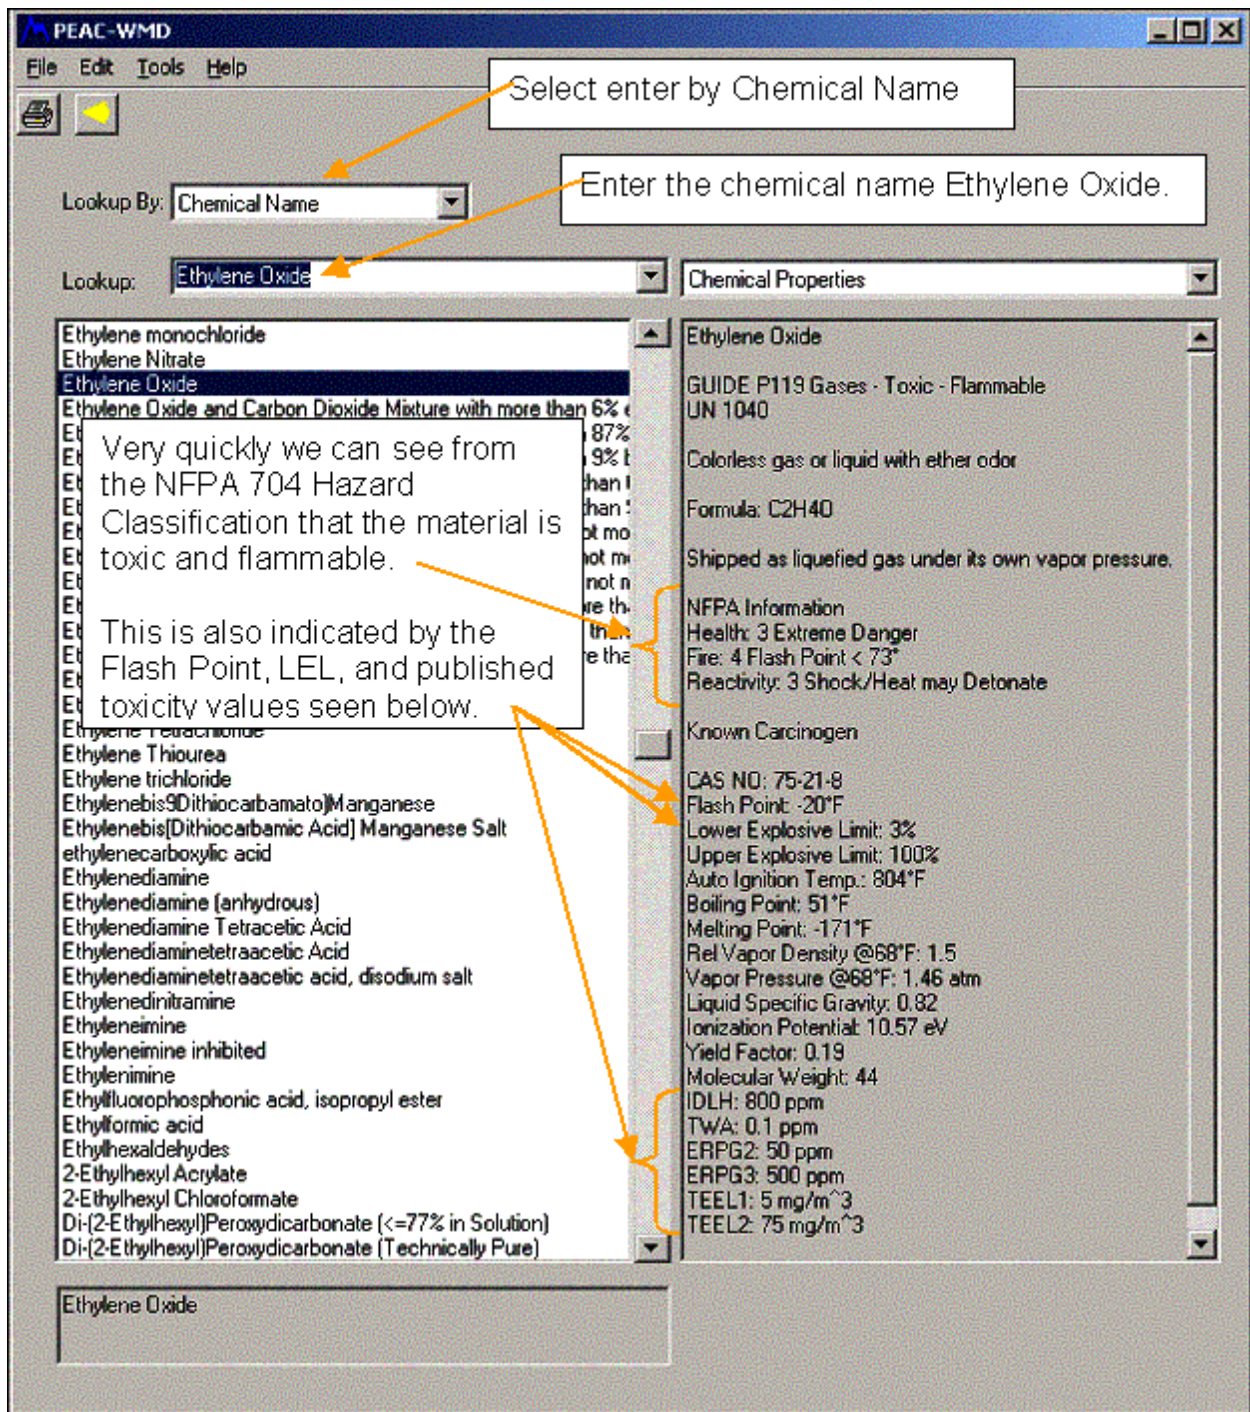 PEAC-WMD
File Edit Tools Help
Select enter by Chemical Name
Lookup By: Chemical Name
Enter the chemical name Ethylene Oxide.
Lookup: Ethylene Oxide
Chemical Properties
Ethylene monochloride
Ethylene Nitrate
Ethylene Oxide
Ethylene Oxide and Carbon Dioxide Mixture with more than 6%
87%
9%
than
than
not
not
than
Very quickly we can see from
the NFPA 704 Hazard
Classification that the material is
toxic and flammable.
This is also indicated by the
Flash Point, LEL, and published
toxicity values seen below.
Ethylene Tetrachloride
Ethylene Thiourea
Ethylene trichloride
Ethylenebis9Dithiocarbamato)Manganese
Ethylenebis[Dithiocarbamic Acid] Manganese Salt
ethylenecarboxylic acid
Ethylenediamine
Ethylenediamine (anhydrous)
Ethylenediamine Tetracetic Acid
Ethylenediaminetetraacetic Acid
Ethylenediaminetetraacetic acid, disodium salt
Ethylenedinitramine
Ethyleneimine
Ethyleneimine inhibited
Ethylenimine
Ethylfluorophosphonic acid, isopropyl ester
Ethylformic acid
Ethylhexaldehydes
2-Ethylhexyl Acrylate
2-Ethylhexyl Chloroformate
Di-(2-Ethylhexyl)Peroxydicarbonate (<=77% in Solution)
Di-(2-Ethylhexyl)Peroxydicarbonate (Technically Pure)
Ethylene Oxide
GUIDE P119 Gases - Toxic - Flammable
UN 1040
Colorless gas or liquid with ether odor
Formula: C2H4O
Shipped as liquefied gas under its own vapor pressure.
NFPA Information
Health: 3 Extreme Danger
Fire: 4 Flash Point < 73°
Reactivity: 3 Shock/Heat may Detonate
Known Carcinogen
CAS NO: 75-21-8
Flash Point: -20°F
Lower Explosive Limit: 3%
Upper Explosive Limit: 100%
Auto Ignition Temp.: 804°F
Boiling Point: 51°F
Melting Point: -171°F
Rel Vapor Density @68°F: 1.5
Vapor Pressure @68°F: 1.46 atm
Liquid Specific Gravity: 0.82
Ionization Potential: 10.57 eV
Yield Factor: 0.19
Molecular Weight: 44
IDLH: 800 ppm
TWA: 0.1 ppm
ERPG2: 50 ppm
ERPG3: 500 ppm
TEEL1: 5 mg/m^3
TEEL2: 75 mg/m^3
Ethylene Oxide